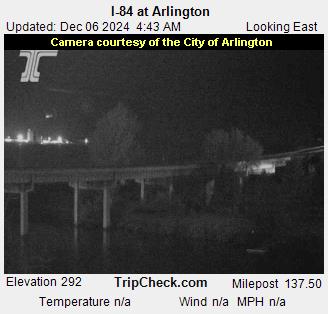 I-84 at Arlington
Updated: Dec 06 2024 4:43 AM Looking East
Camera courtesy of the City of Arlington
Elevation 292 TripCheck.com Milepost 137.50
Temperature n/a Wind n/a MPH n/a